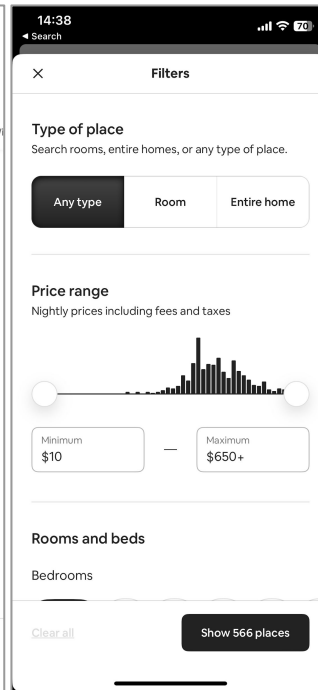 14:38
70
◀ Search
Filters
Type of place
Search rooms, entire homes, or any type of place.
Any type
Room
Entire home
Price range
Nightly prices including fees and taxes
Minimum
$10
—
Maximum
$650+
Rooms and beds
Bedrooms
Clear all
Show 566 places